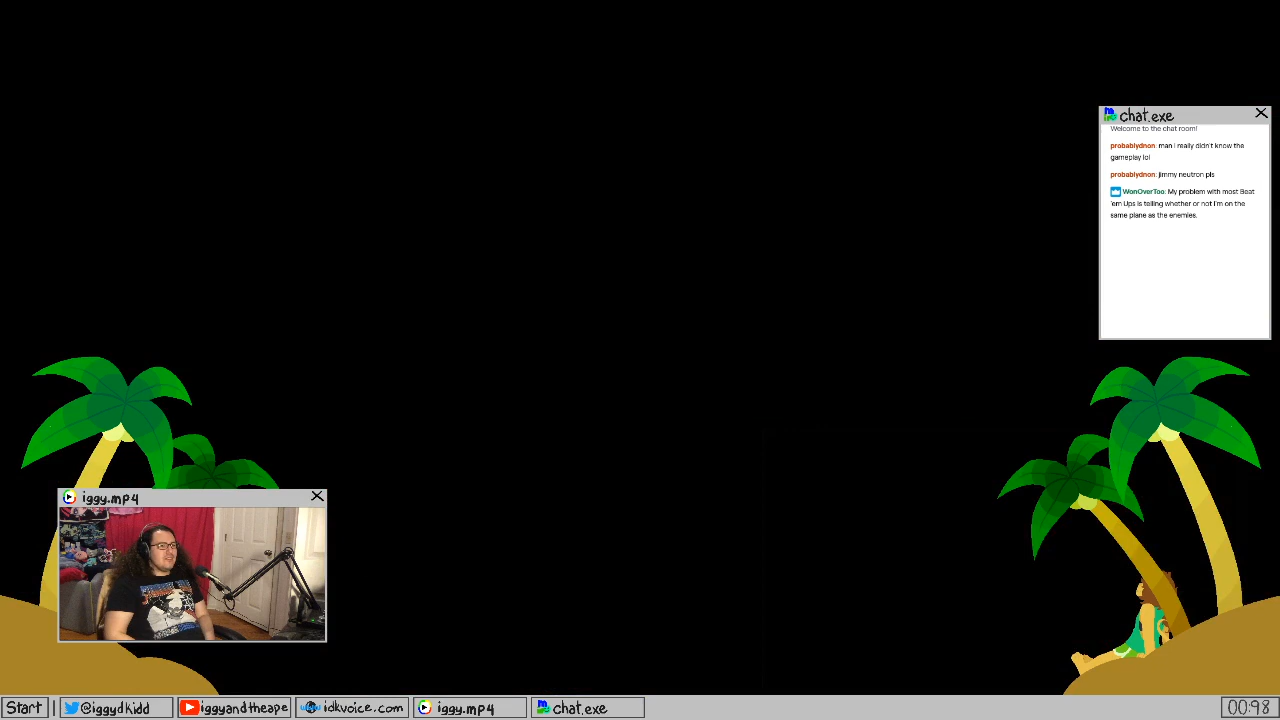 chat.exe
Welcome to the chat room!
probablydnon: man I really didn't know the
gameplay lol
probablydnon: jimmy neutron pls
WonOverToo: My problem with most Beat
'em Ups is telling whether or not I'm on the
same plane as the enemies.
iggy.mp4
Start | @iggydkidd iggyandtheape idkvoice.com iggy.mp4 chat.exe 00:98